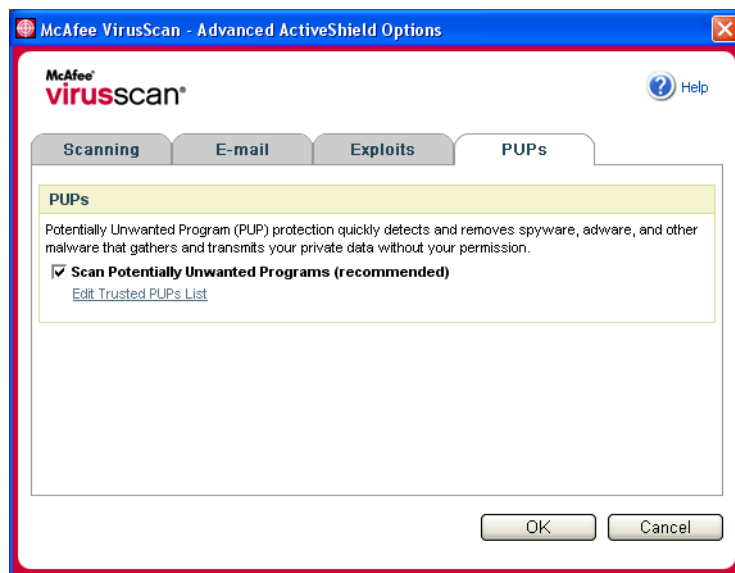 McAfee VirusScan - Advanced ActiveShield Options
McAfee®
virusscan®
? Help
Scanning
E-mail
Exploits
PUPs
PUPs
Potentially Unwanted Program (PUP) protection quickly detects and removes spyware, adware, and other
malware that gathers and transmits your private data without your permission.
Scan Potentially Unwanted Programs (recommended)
Edit Trusted PUPs List
OK
Cancel